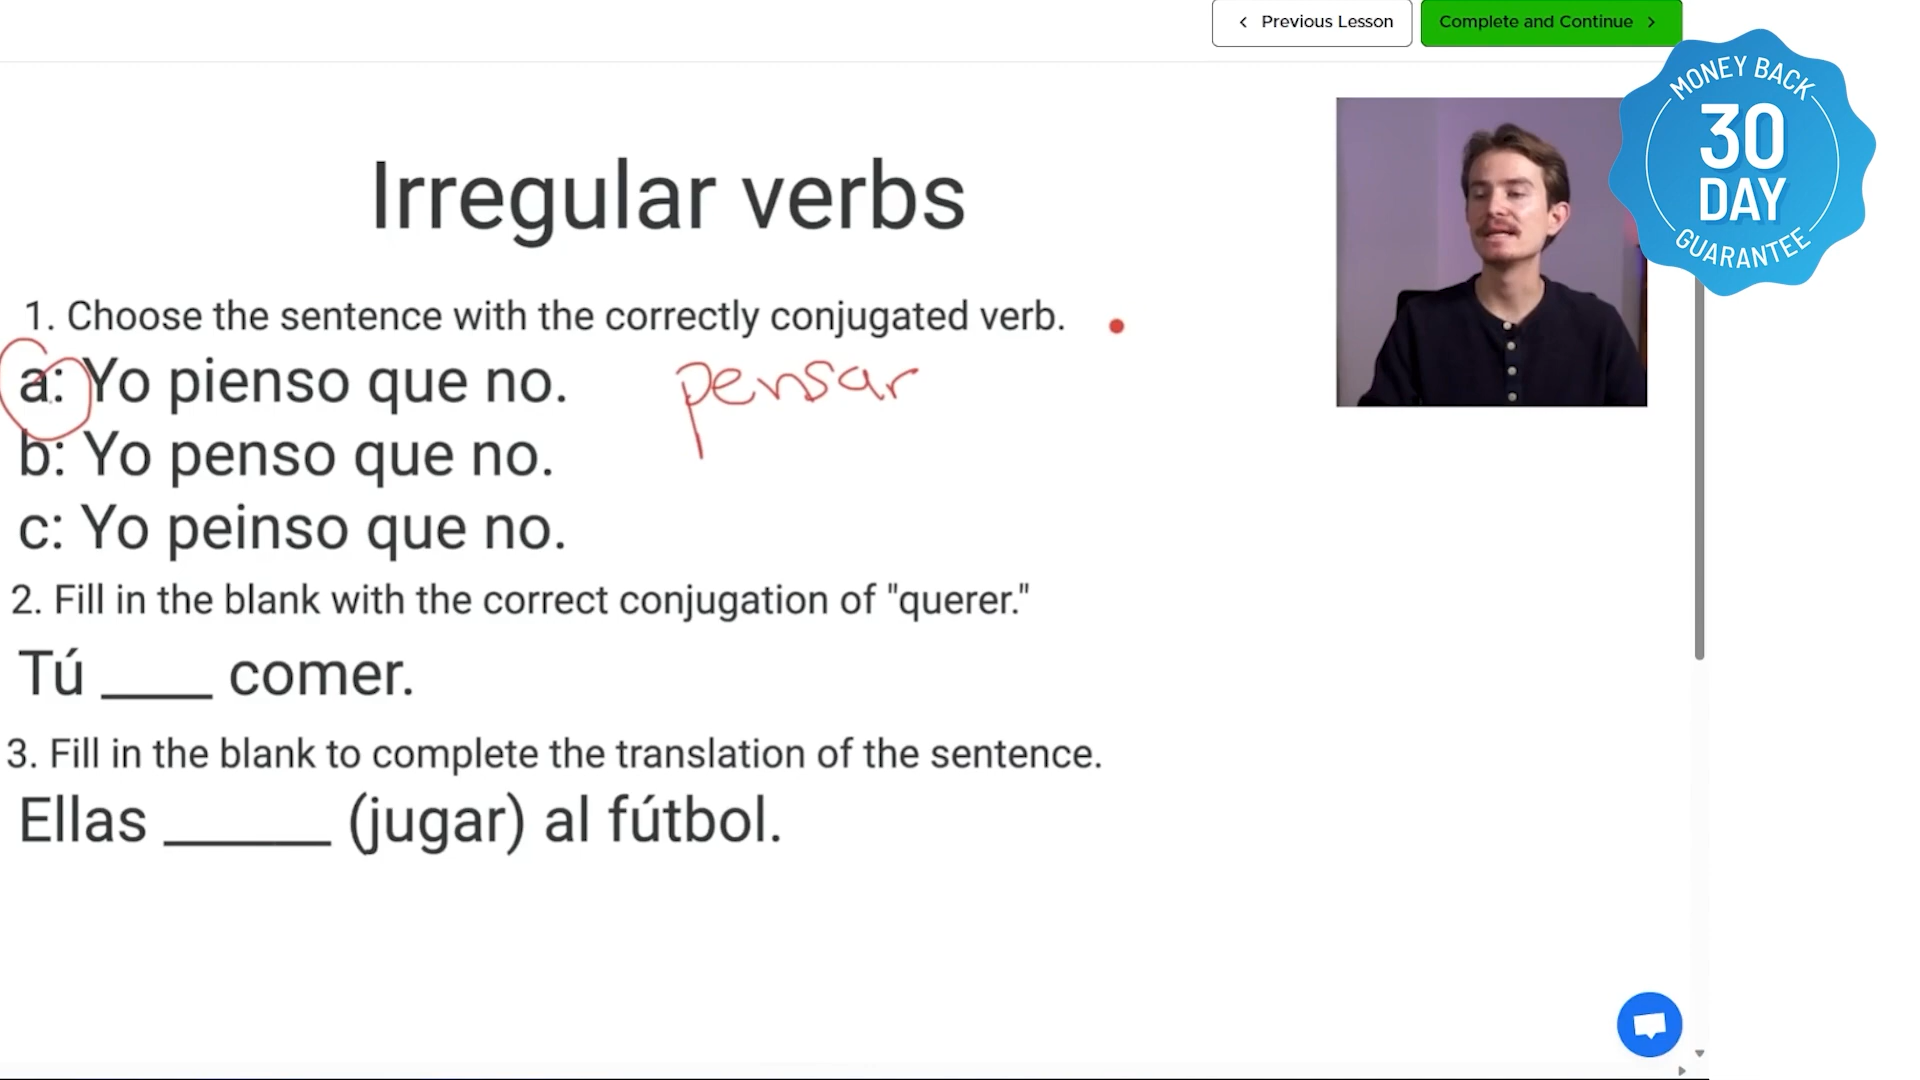 Previous Lesson
Complete and Continue
MONEY BACK
30
DAY
GUARANTEE
Irregular verbs
1. Choose the sentence with the correctly conjugated verb.
a: Yo pienso que no.
pensar
b: Yo penso que no.
c: Yo peinso que no.
2. Fill in the blank with the correct conjugation of "querer."
Tú ____ comer.
3. Fill in the blank to complete the translation of the sentence.
Ellas ______ (jugar) al fútbol.